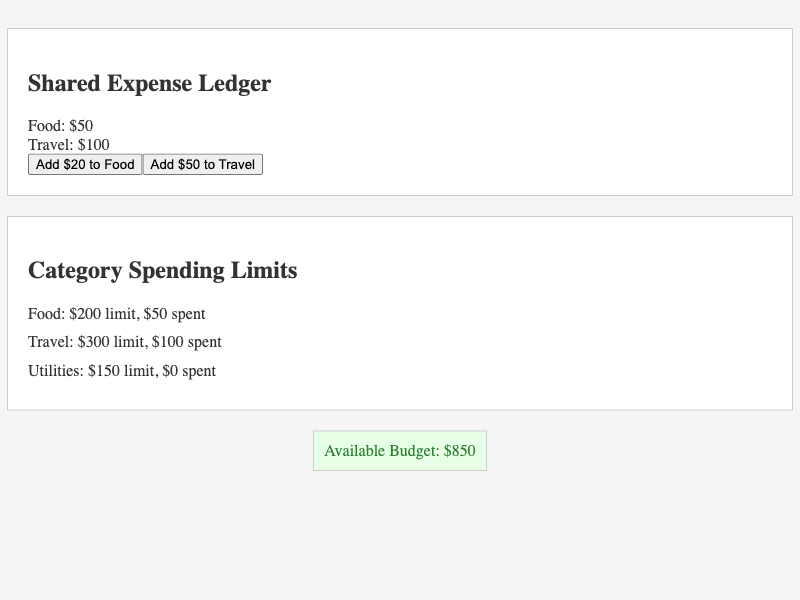 Shared Expense Ledger
Food: $50
Travel: $100
Add $20 to Food Add $50 to Travel
Category Spending Limits
Food: $200 limit, $50 spent
Travel: $300 limit, $100 spent
Utilities: $150 limit, $0 spent
Available Budget: $850